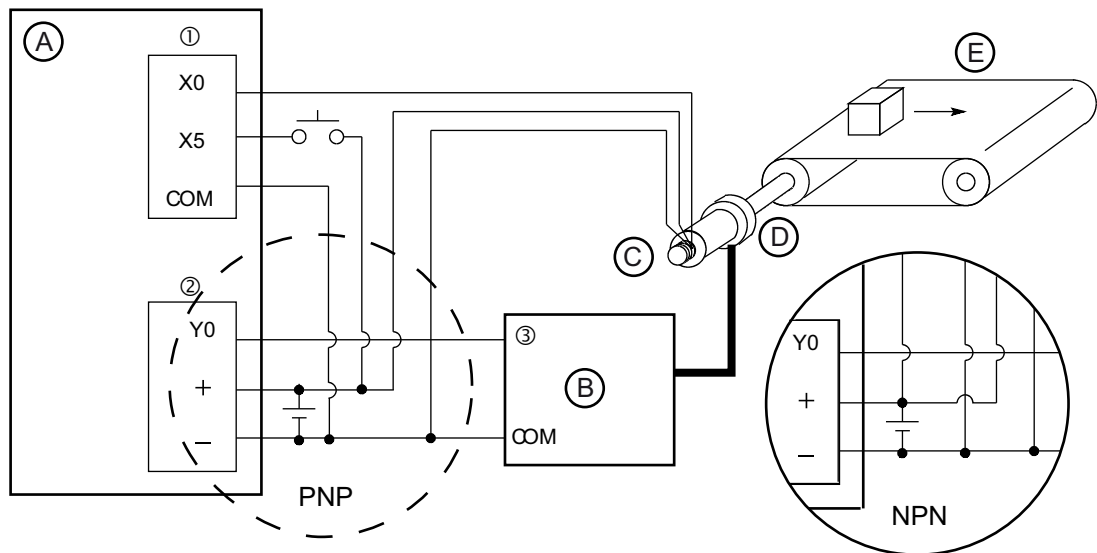 A
①
X0
X5
COM
E
D
C
②
Y0
+
–
PNP
③
B
COM
Y0
+
–
NPN